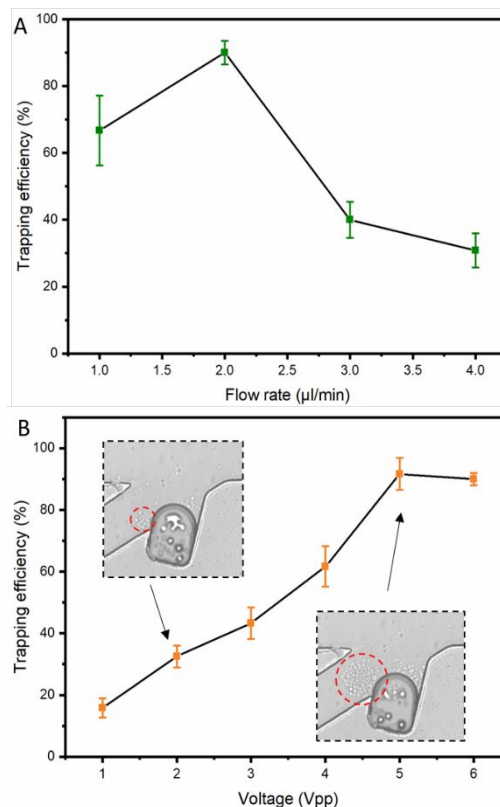 A
100
80
60
40
20
0
Trapping efficiency (%)
1.0 1.5 2.0 2.5 3.0 3.5 4.0
Flow rate (µl/min)
B
100
80
60
40
20
0
Trapping efficiency (%)
1 2 3 4 5 6
Voltage (Vpp)